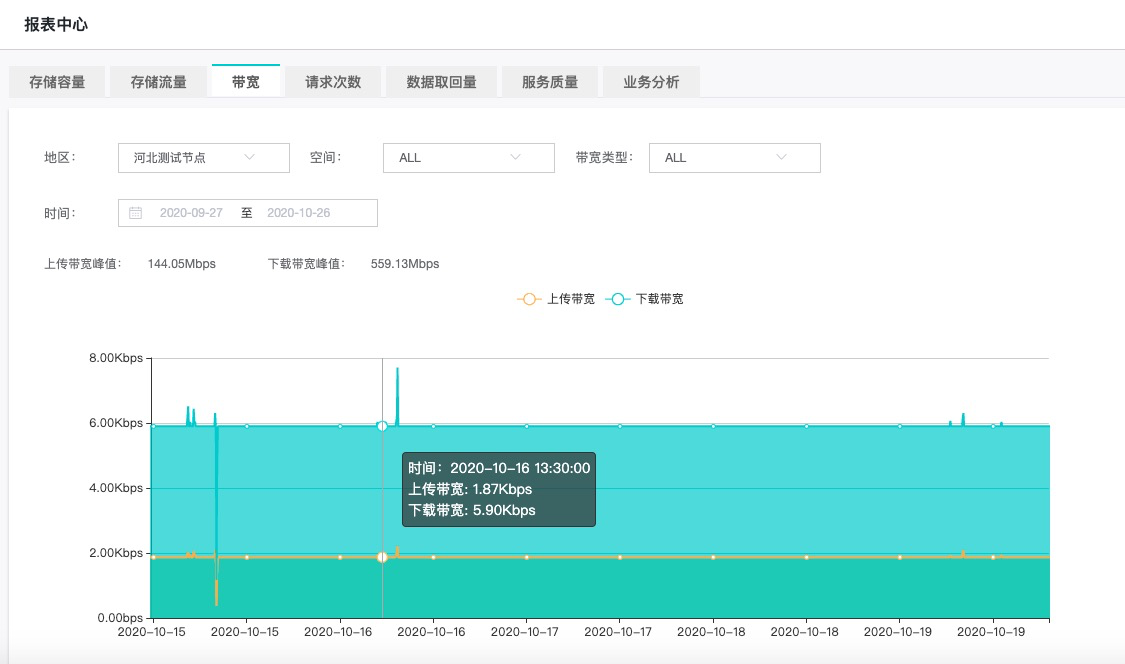 报表中心
存储容量 存储流量 带宽 请求次数 数据取回量 服务质量 业务分析
地区： 河北测试节点 空间： ALL 带宽类型： ALL
时间： 2020-09-27 至 2020-10-26
上传带宽峰值： 144.05Mbps 下载带宽峰值： 559.13Mbps
上传带宽 下载带宽
8.00Kbps
6.00Kbps
4.00Kbps
2.00Kbps
0.00bps
时间：2020-10-16 13:30:00
上传带宽: 1.87Kbps
下载带宽: 5.90Kbps
2020-10-15 2020-10-15 2020-10-16 2020-10-16 2020-10-17 2020-10-17 2020-10-18 2020-10-18 2020-10-19 2020-10-19